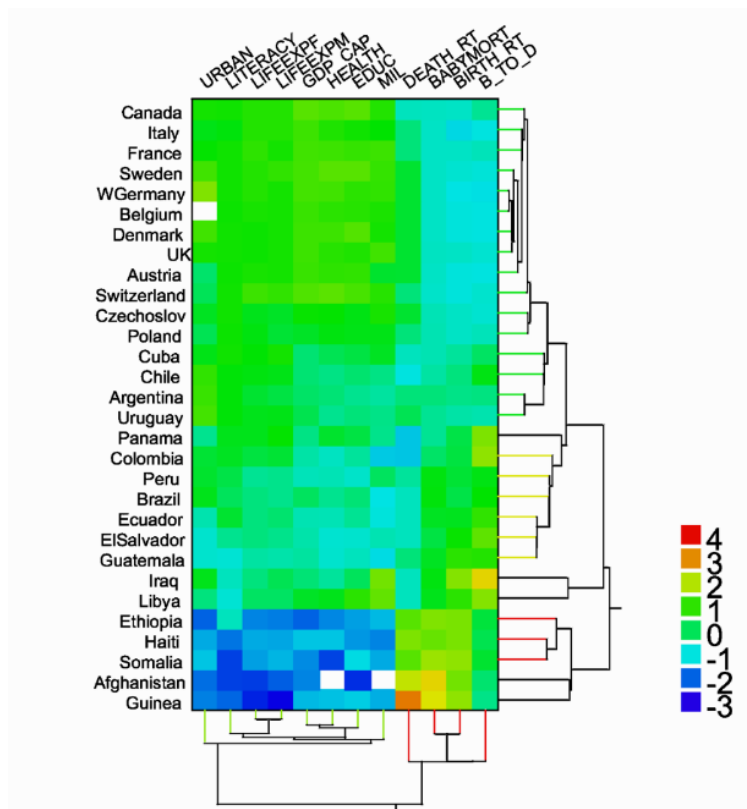 URBAN
LITERACY
LIFEEXPF
LIFEEXPM
GDP_CAP
HEALTH
EDUC
MIL
DEATH_RT
BABYMORT
BIRTH_RT
B_TO_D
Canada
Italy
France
Sweden
WGermany
Belgium
Denmark
UK
Austria
Switzerland
Czechoslov
Poland
Cuba
Chile
Argentina
Uruguay
Panama
Colombia
Peru
Brazil
Ecuador
ElSalvador
Guatemala
Iraq
Libya
Ethiopia
Haiti
Somalia
Afghanistan
Guinea
4
3
2
1
0
-1
-2
-3